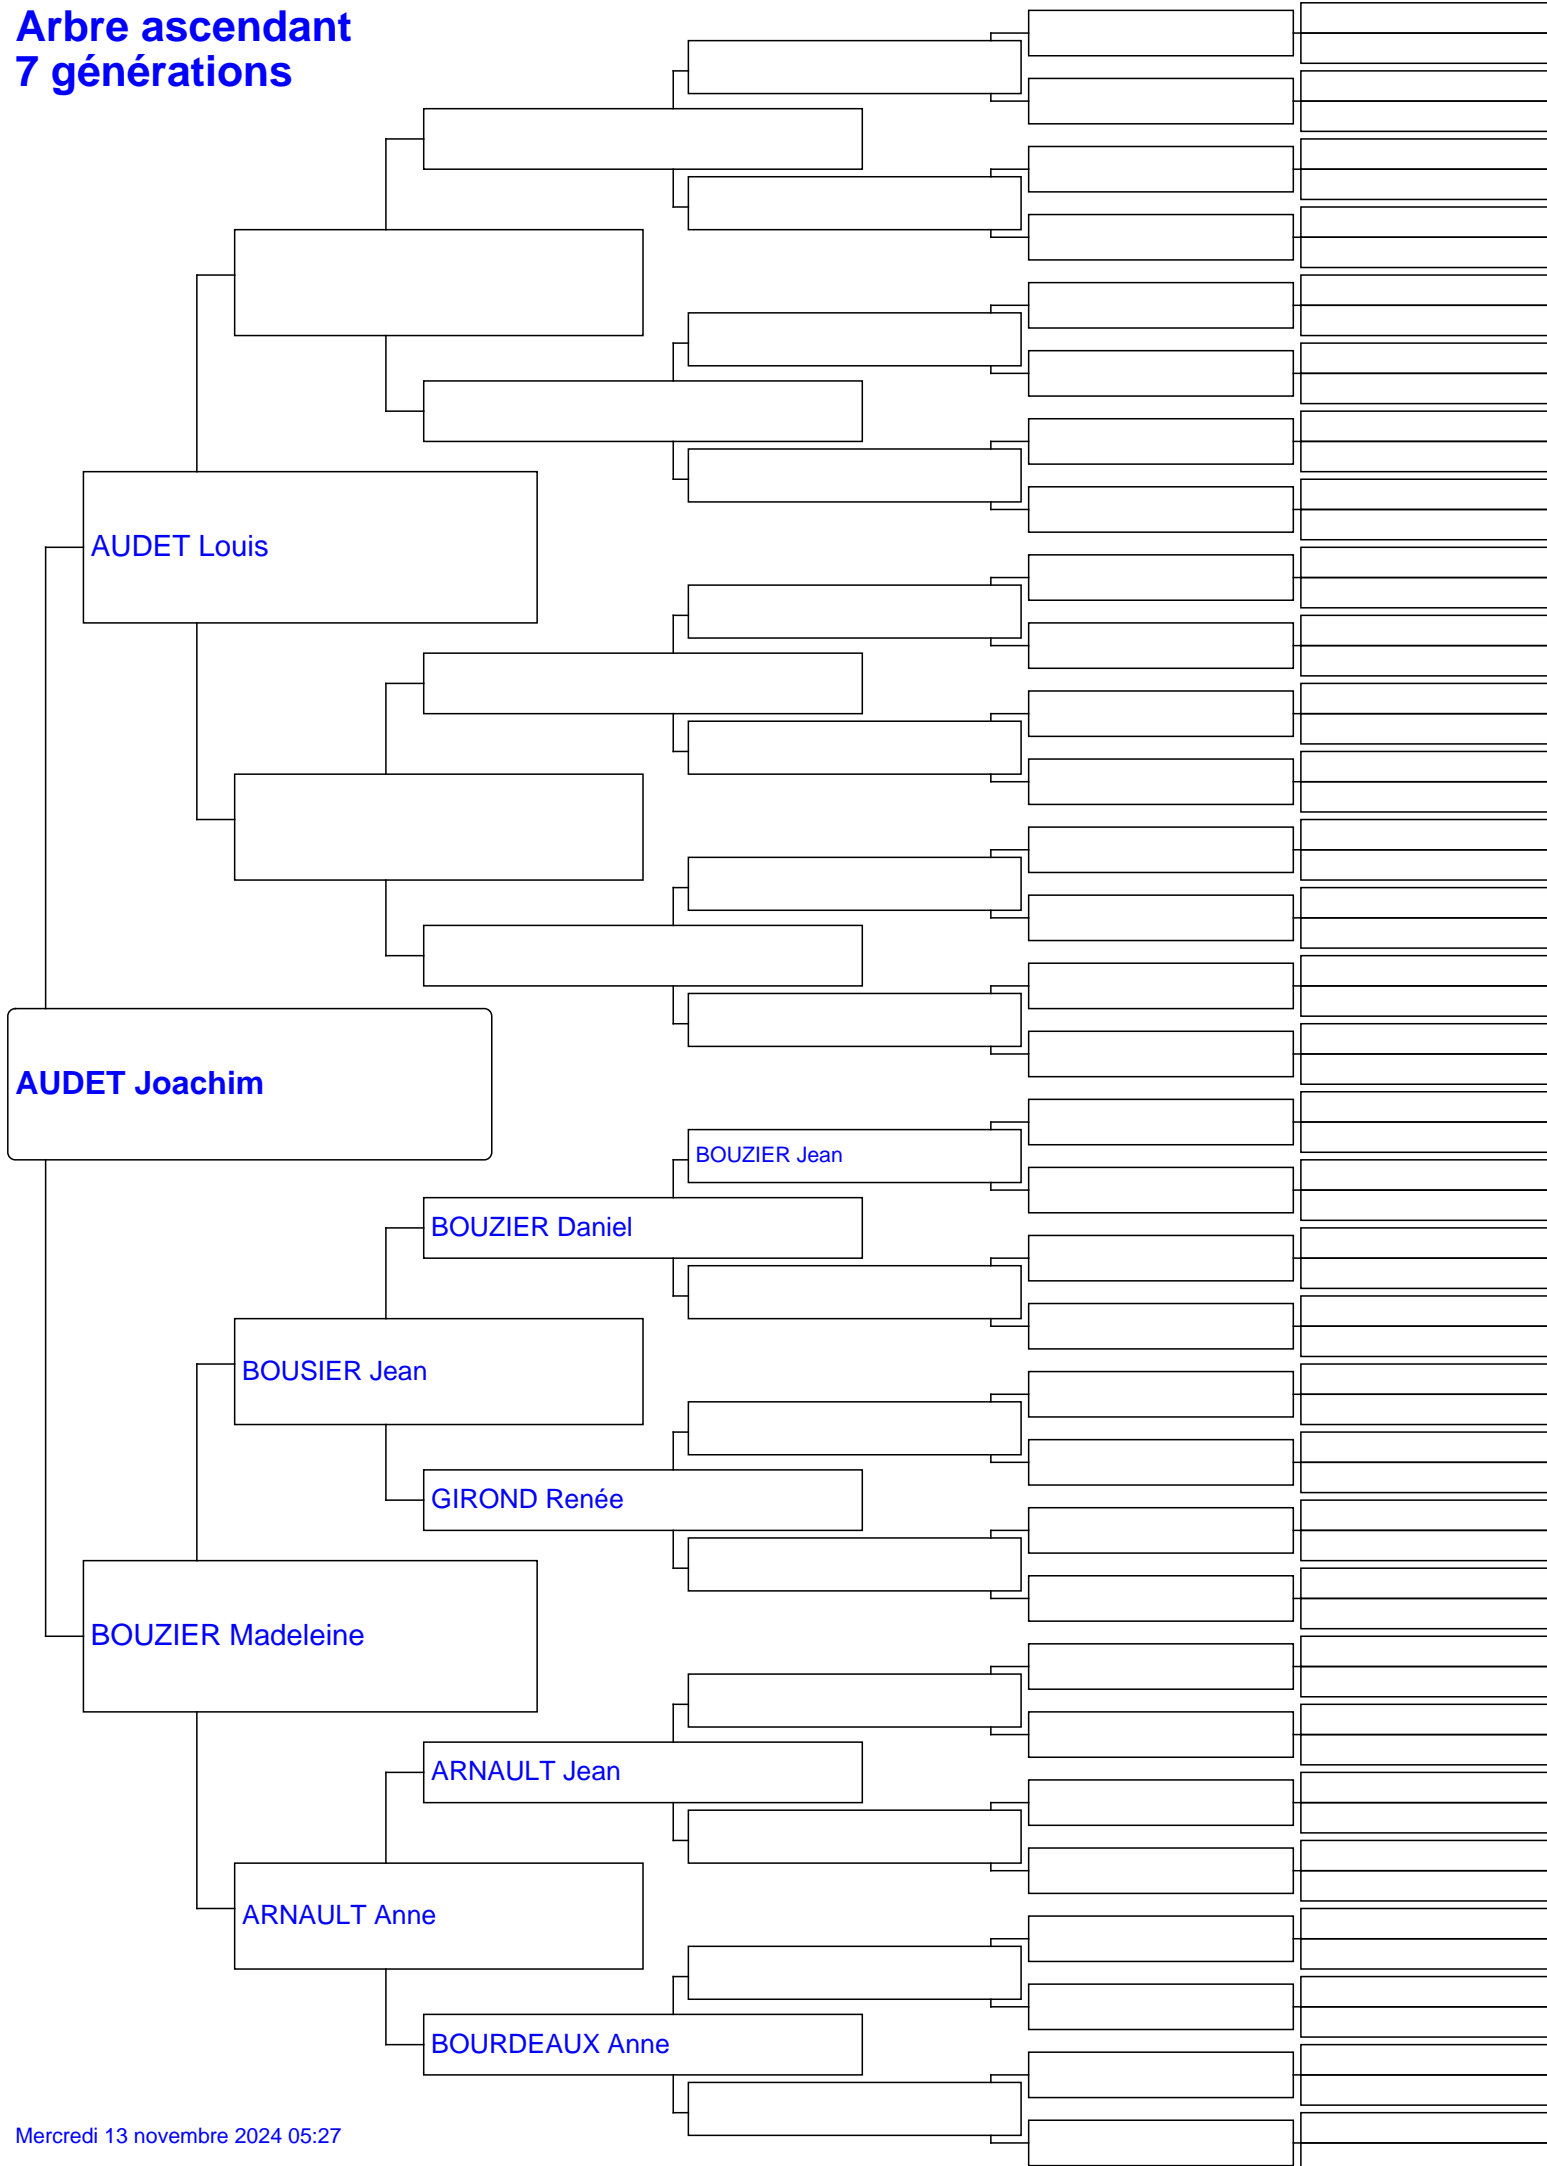 Arbre ascendant
7 générations
AUDET Louis
AUDET Joachim
BOUZIER Jean
BOUZIER Daniel
BOUSIER Jean
GIROND Renée
BOUZIER Madeleine
ARNAULT Jean
ARNAULT Anne
BOURDEAUX Anne
Mercredi 13 novembre 2024 05:27